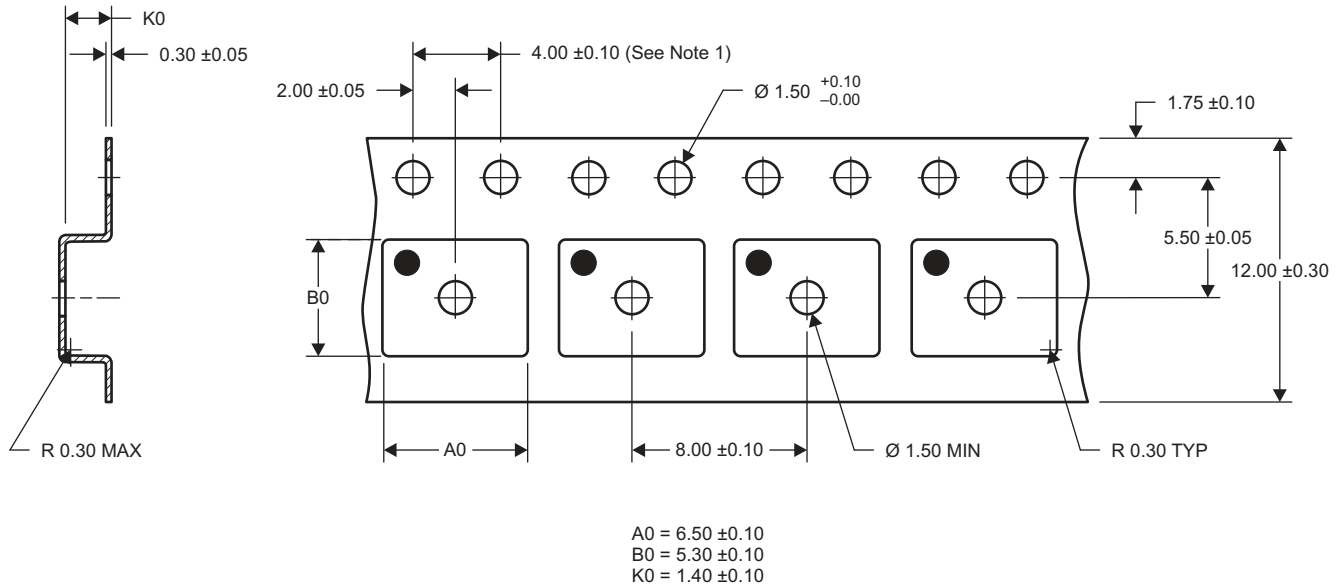 K0
0.30 ±0.05
4.00 ±0.10 (See Note 1)
2.00 ±0.05
Ø 1.50 +0.10 –0.00
1.75 ±0.10
5.50 ±0.05
12.00 ±0.30
B0
R 0.30 MAX
A0
8.00 ±0.10
Ø 1.50 MIN
R 0.30 TYP
A0 = 6.50 ±0.10
B0 = 5.30 ±0.10
K0 = 1.40 ±0.10